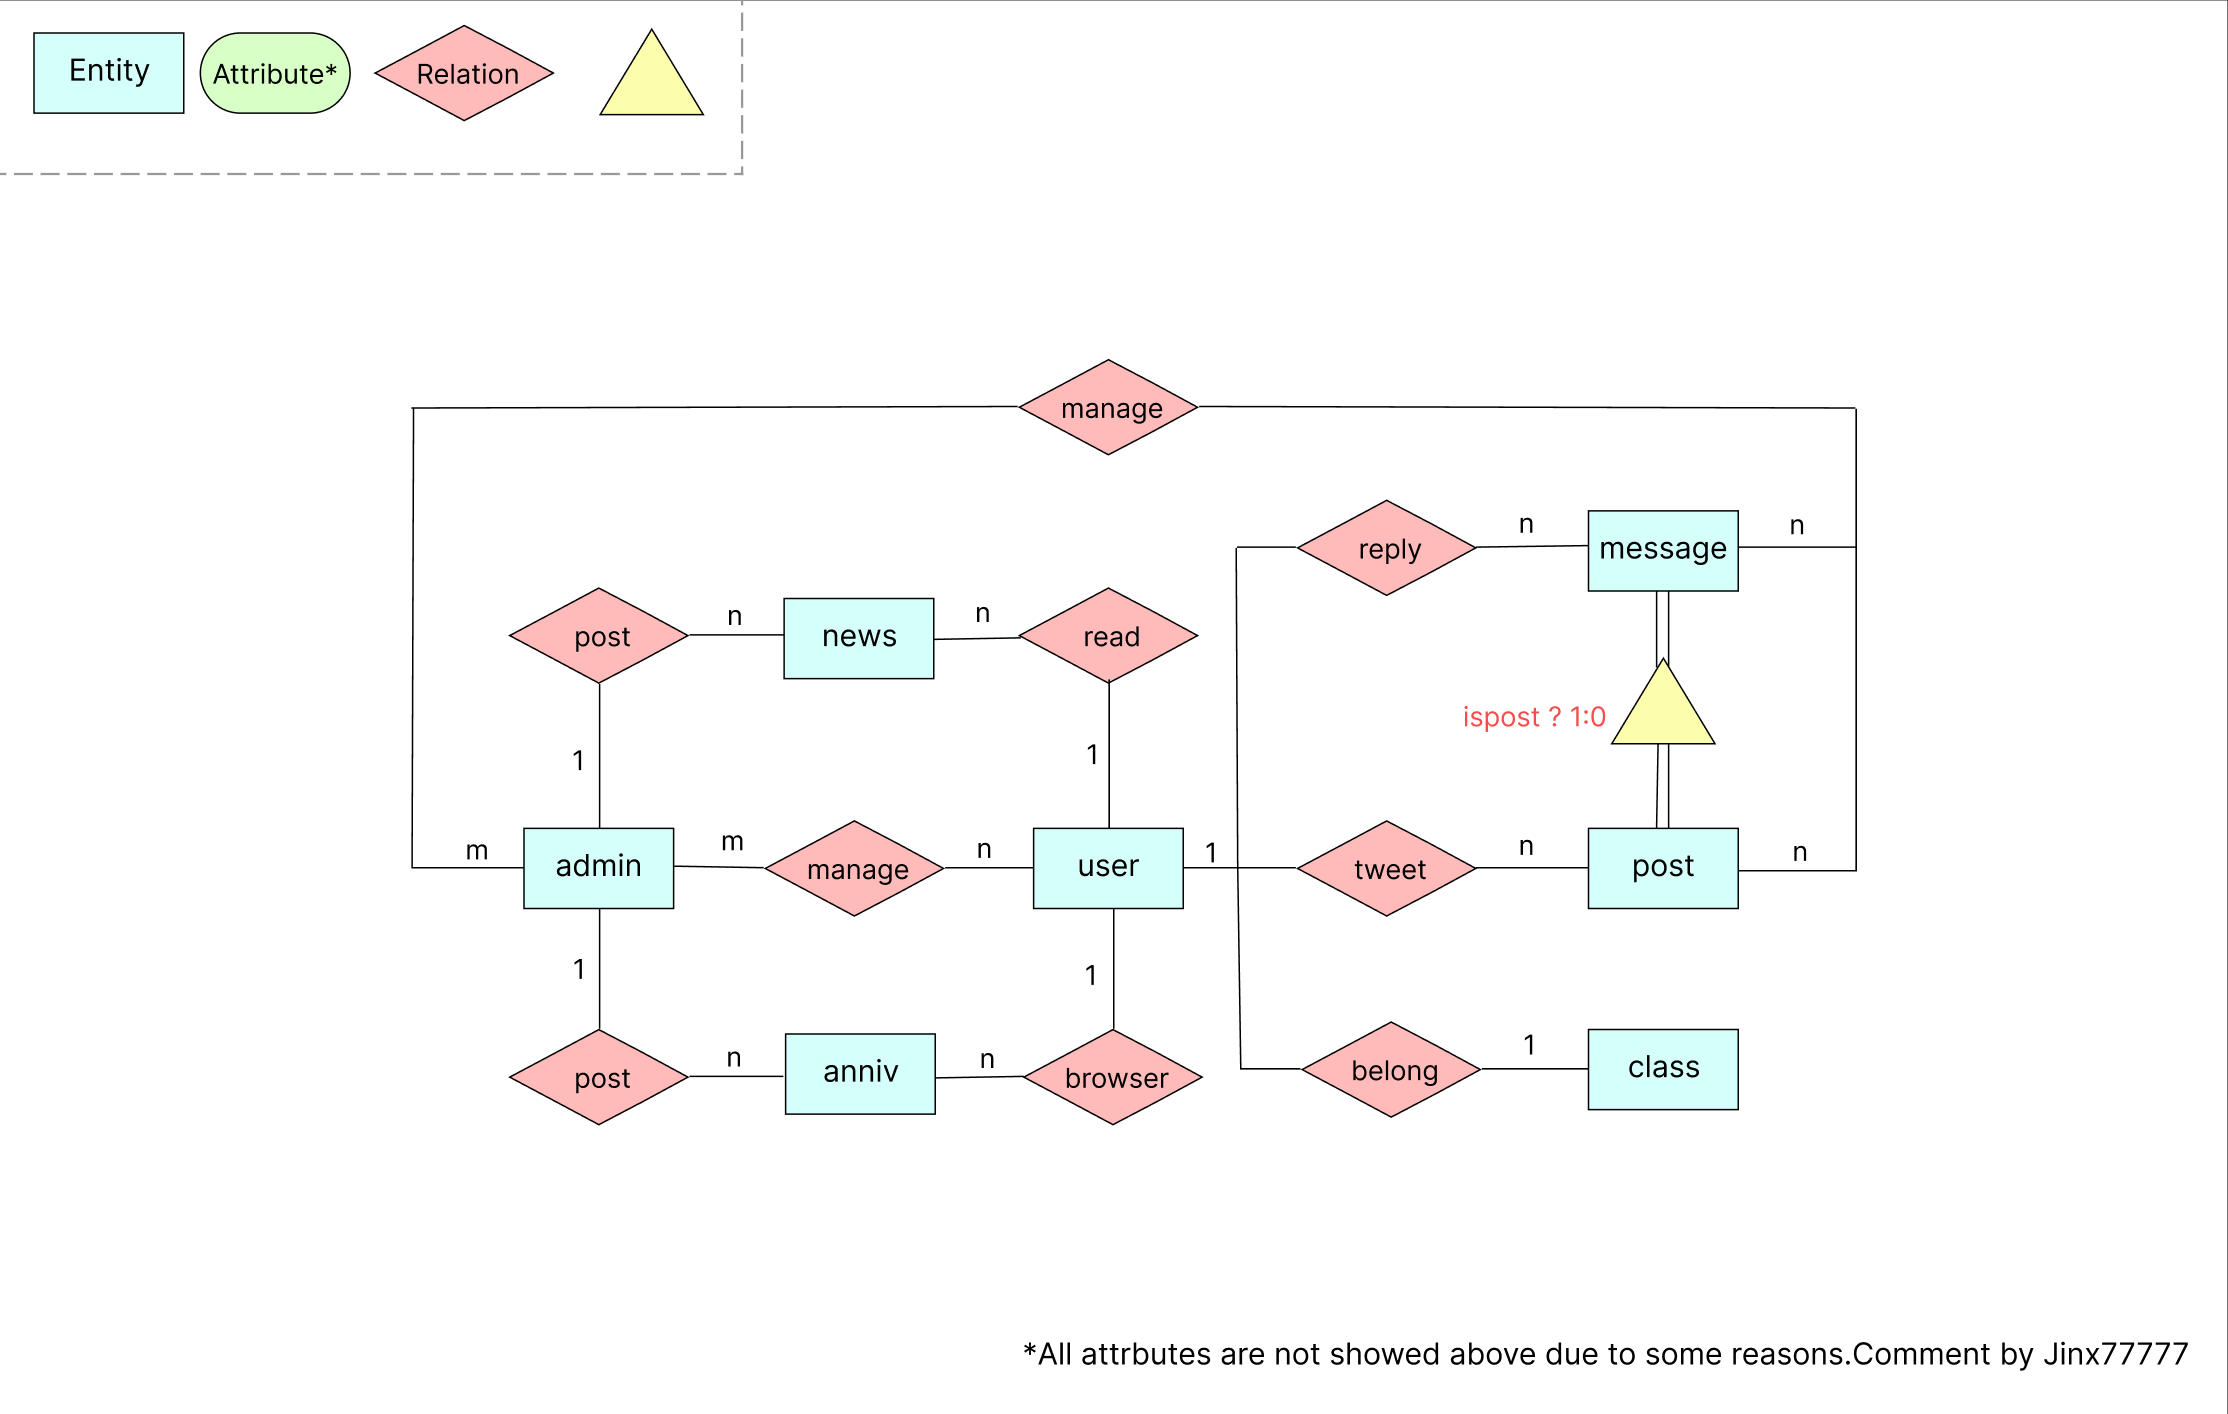 Entity
Attribute*
Relation
manage
reply
n
message
n
post
n
news
n
read
ispost ? 1:0
1
1
m
admin
m
manage
n
user
1
tweet
n
post
n
1
1
post
n
anniv
n
browser
belong
1
class
*All attrbutes are not showed above due to some reasons.Comment by Jinx77777